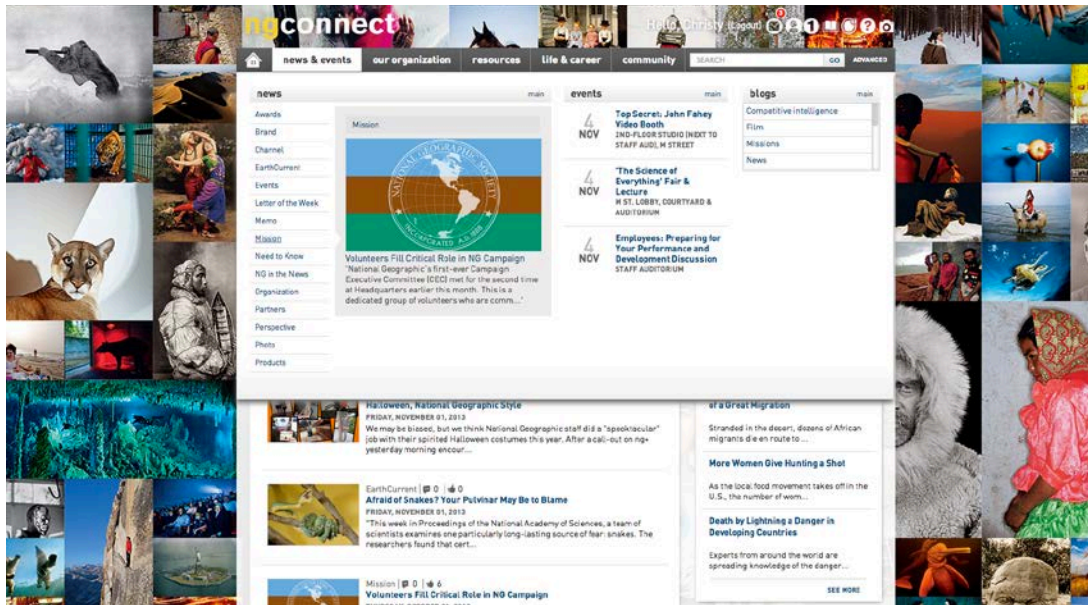 ngconnect
Hello, Christy (Logout)
news & events
our organization
resources
life & career
community
SEARCH
GO
ADVANCED
news
main
Awards
Brand
Channel
EarthCurrent
Events
Letter of the Week
Memo
Mission
Need to Know
NG in the News
Organization
Partners
Perspective
Photo
Products
Mission
NATIONAL GEOGRAPHIC SOCIETY
INCORPORATED A.D. 1888
Volunteers Fill Critical Role in NG Campaign
"National Geographic's first-ever Campaign
Executive Committee (CEC) met for the second time
at Headquarters earlier this month. This is a
dedicated group of volunteers who are comm..."
events
main
4
NOV
Top Secret: John Fahey
Video Booth
2ND-FLOOR STUDIO (NEXT TO
STAFF AUD), M STREET
4
NOV
'The Science of
Everything' Fair &
Lecture
M ST. LOBBY, COURTYARD &
AUDITORIUM
4
NOV
Employees: Preparing for
Your Performance and
Development Discussion
STAFF AUDITORIUM
blogs
main
Competitive intelligence
Film
Missions
News
Halloween, National Geographic Style
FRIDAY, NOVEMBER 01, 2013
We may be biased, but we think National Geographic staff did a "spooktacular"
job with their spirited Halloween costumes this year. After a call-out on ng+
yesterday morning encour...
EarthCurrent | 0 | 0
Afraid of Snakes? Your Pulvinar May Be to Blame
FRIDAY, NOVEMBER 01, 2013
"This week in Proceedings of the National Academy of Sciences, a team of
scientists examines one particularly long-lasting source of fear: snakes. The
researchers found that cert...
Mission | 0 | 6
Volunteers Fill Critical Role in NG Campaign
of a Great Migration
Stranded in the desert, dozens of African
migrants die en route to ...
More Women Give Hunting a Shot
As the local food movement takes off in the
U.S., the number of wom...
Death by Lightning a Danger in
Developing Countries
Experts from around the world are
spreading knowledge of the danger...
SEE MORE